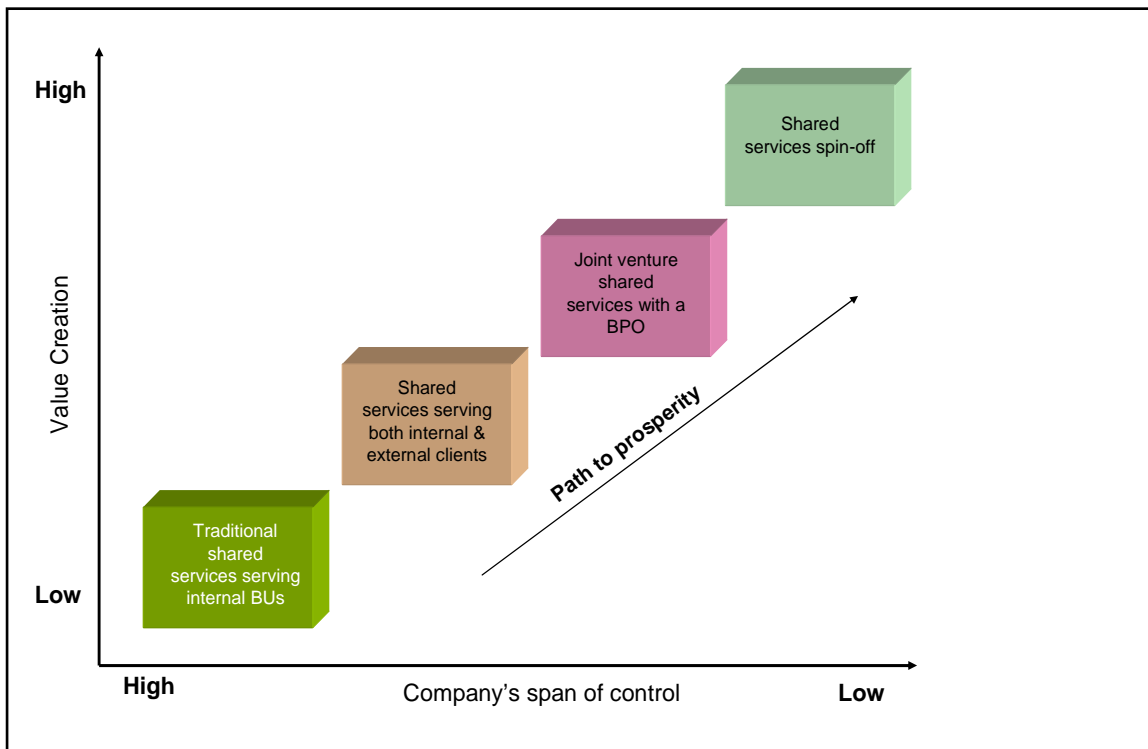 High
Shared
services spin-off
Joint venture
shared
services with a
BPO
Value Creation
Shared
services serving
both internal &
external clients
Path to prosperity
Traditional
shared
services serving
internal BUs
Low
High
Company’s span of control
Low